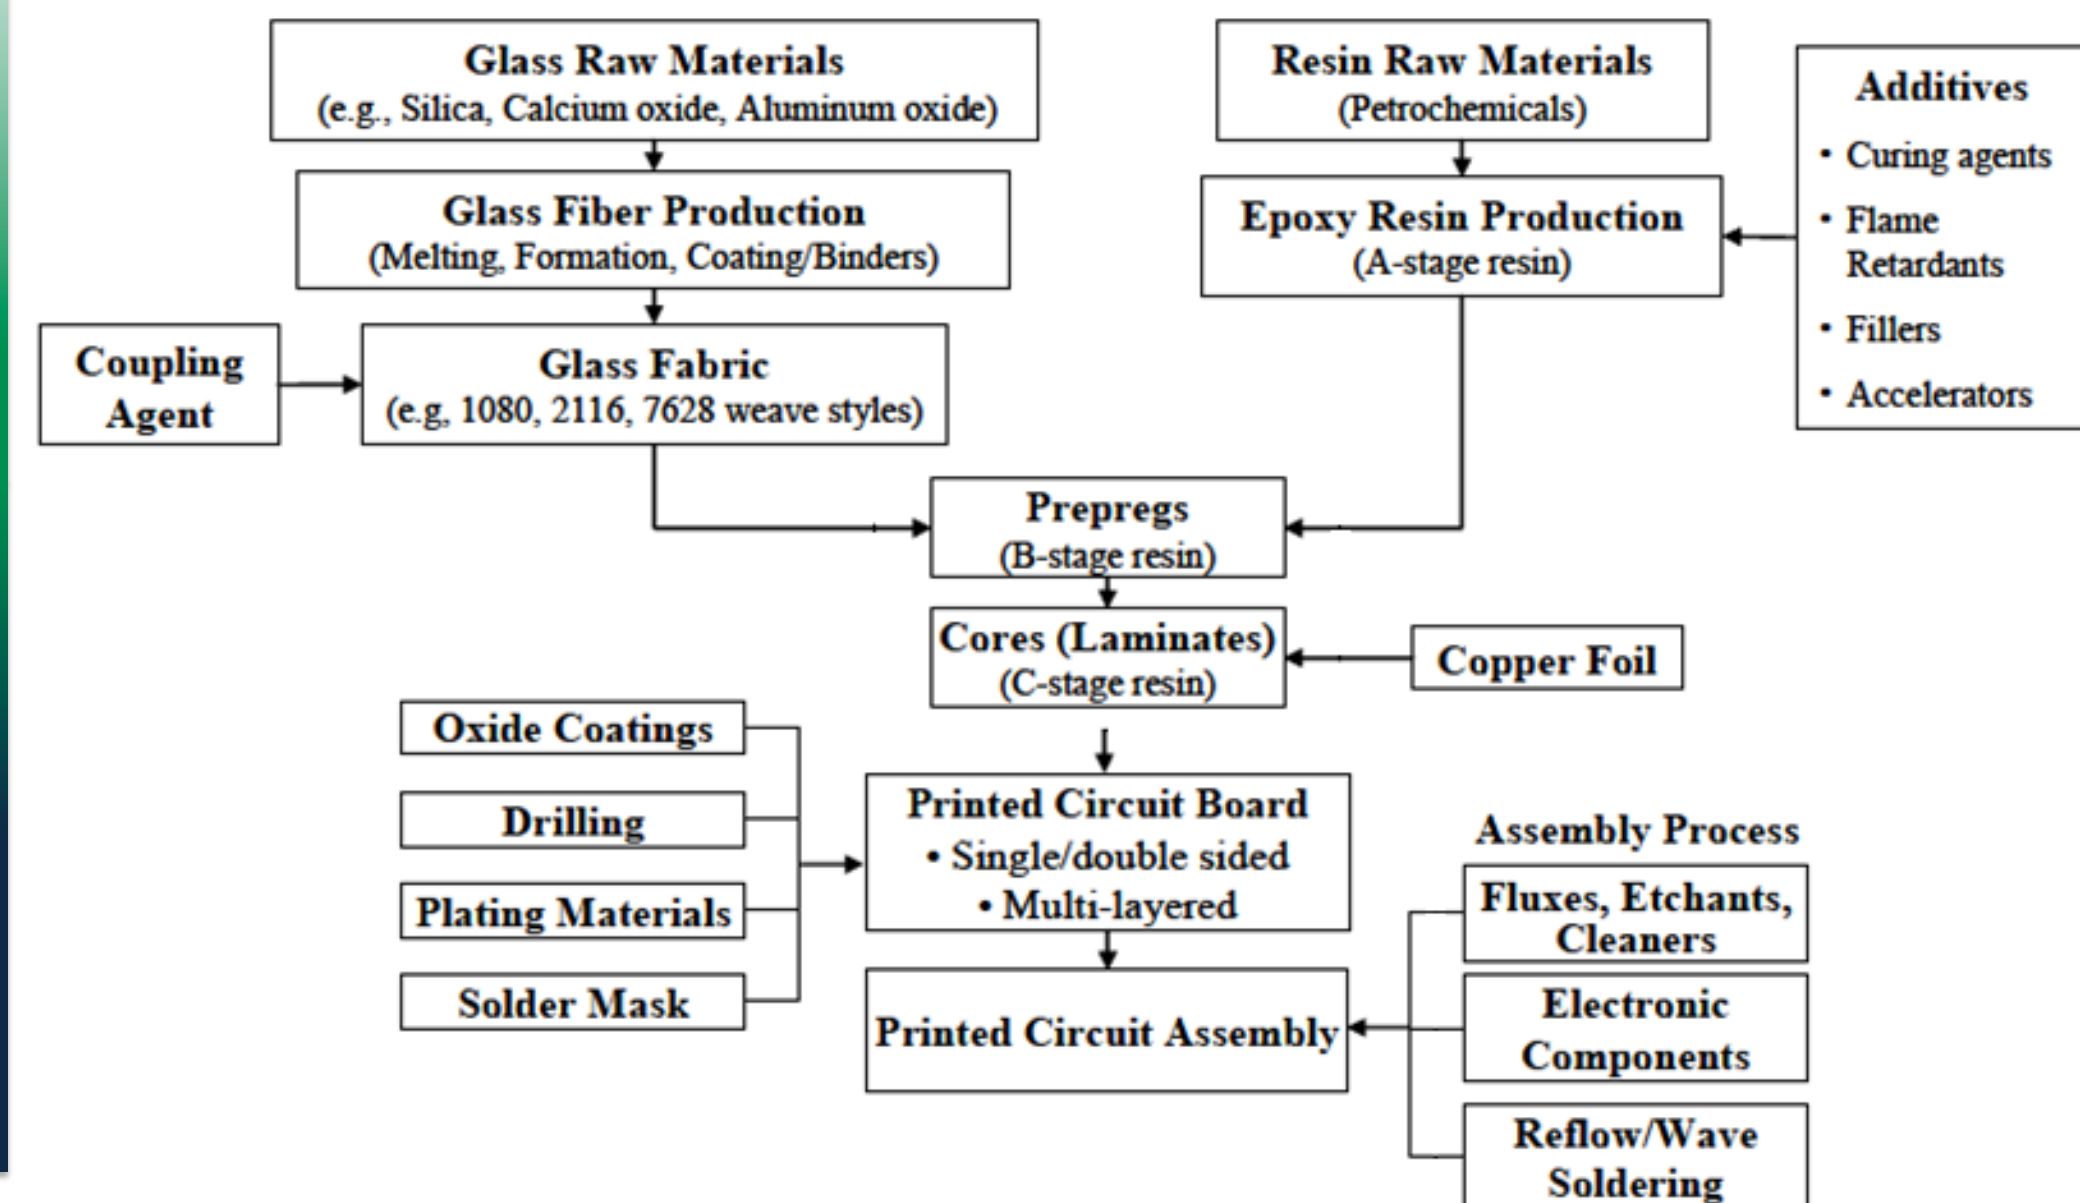 Glass Raw Materials
(e.g., Silica, Calcium oxide, Aluminum oxide)
Resin Raw Materials
(Petrochemicals)
Additives
• Curing agents
• Flame
Retardants
• Fillers
• Accelerators
Glass Fiber Production
(Melting, Formation, Coating/Binders)
Epoxy Resin Production
(A-stage resin)
Coupling
Agent
Glass Fabric
(e.g, 1080, 2116, 7628 weave styles)
Prepregs
(B-stage resin)
Cores (Laminates)
(C-stage resin)
Copper Foil
Oxide Coatings
Drilling
Plating Materials
Solder Mask
Printed Circuit Board
• Single/double sided
• Multi-layered
Assembly Process
Fluxes, Etchants,
Cleaners
Electronic
Components
Reflow/Wave
Soldering
Printed Circuit Assembly